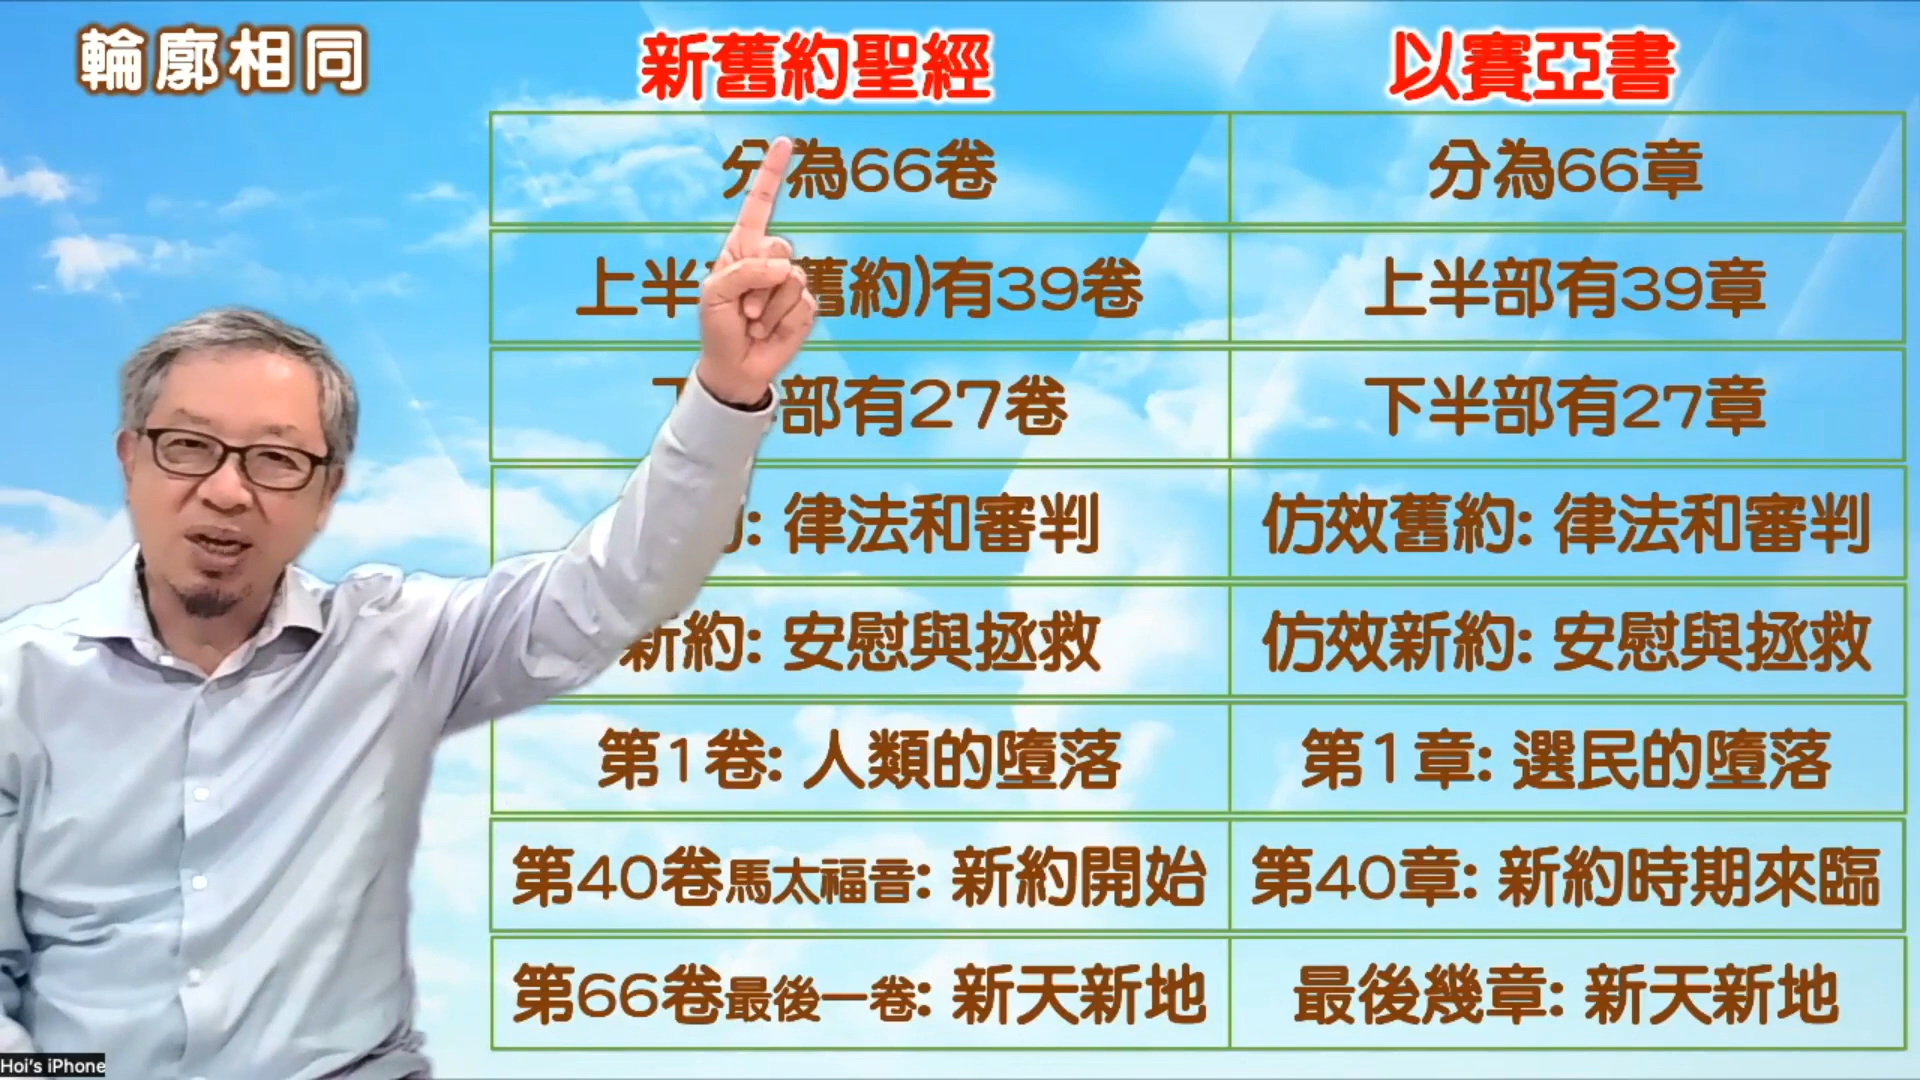 輪廓相同
新舊約聖經 以賽亞書
分為66卷 分為66章
上半 舊約)有39卷 上半部有39章
部有27卷 下半部有27章
: 律法和審判 仿效舊約: 律法和審判
新約: 安慰與拯救 仿效新約: 安慰與拯救
第1卷: 人類的墮落 第1章: 選民的墮落
第40卷馬太福音: 新約開始 第40章: 新約時期來臨
第66卷最後一卷: 新天新地 最後幾章: 新天新地
Hoi's iPhone